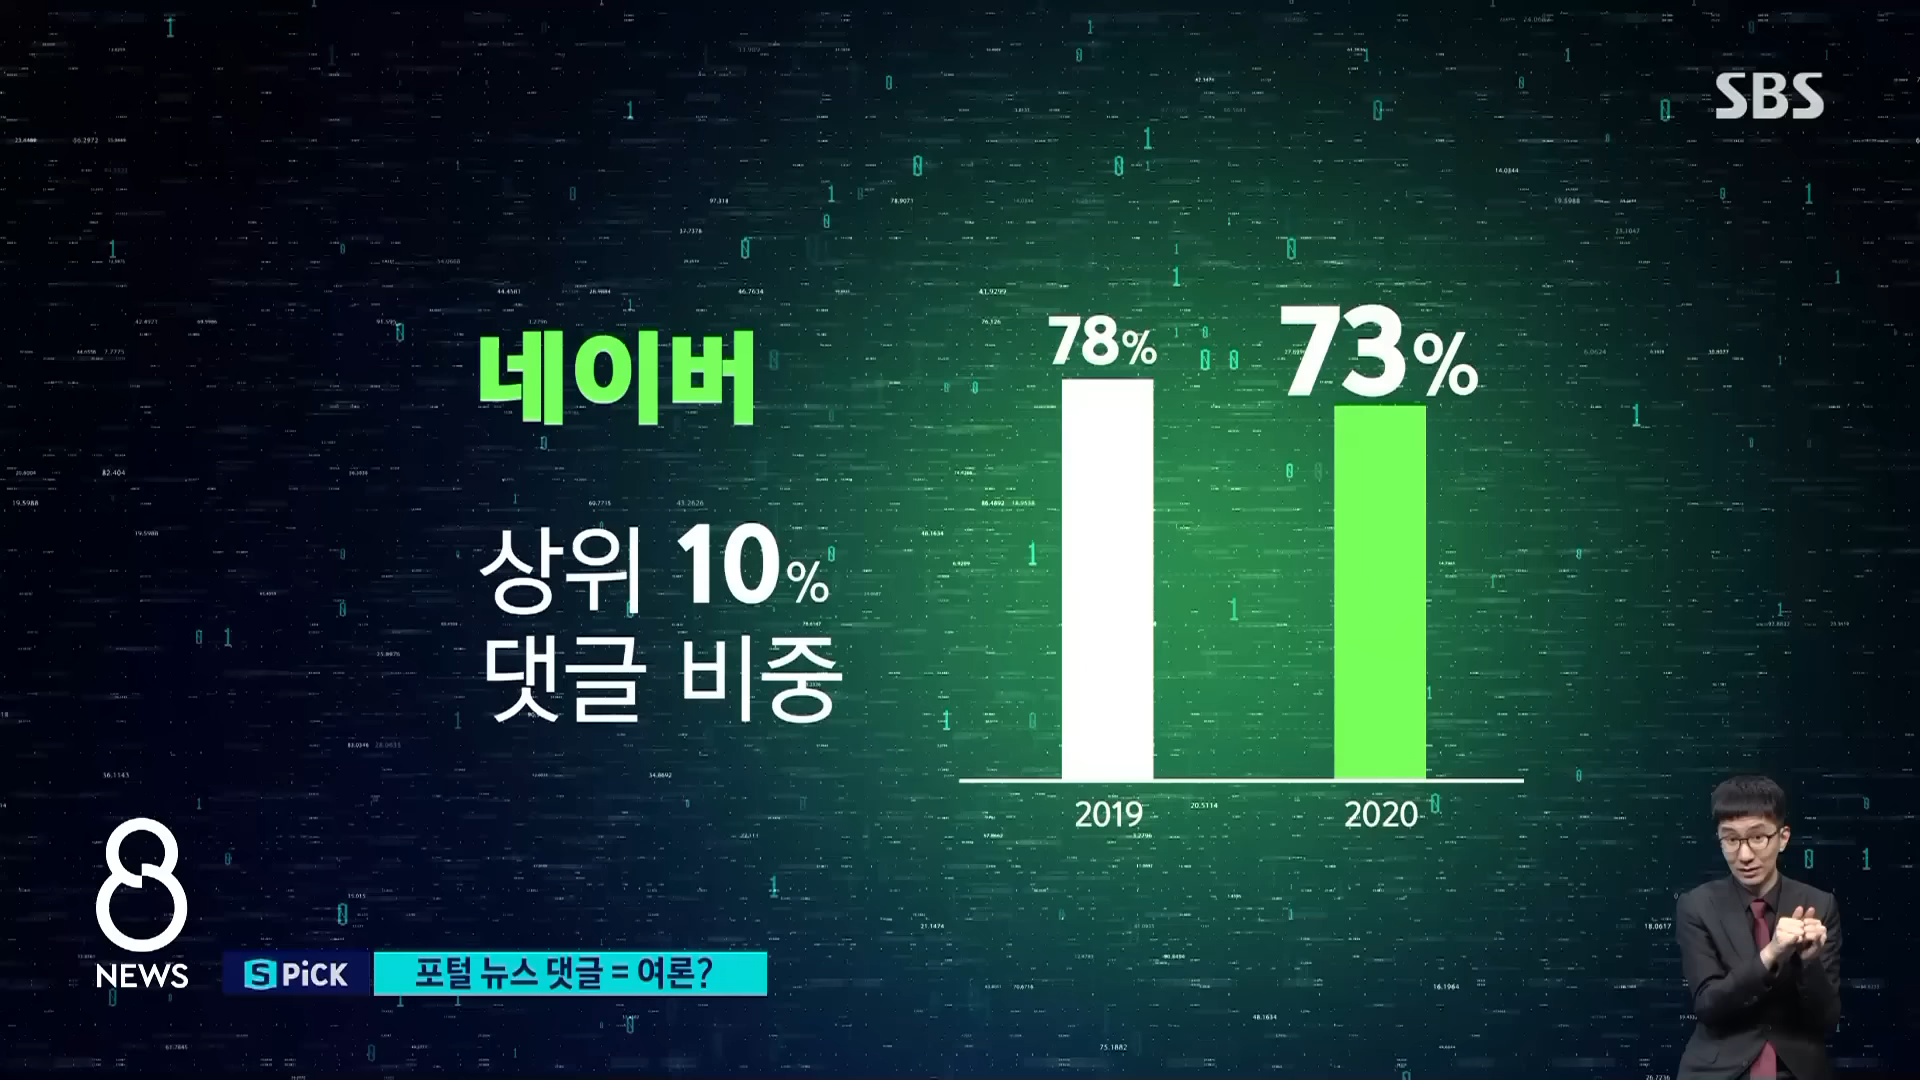 SBS
네이버
상위 10%
댓글 비중
78%
73%
2019
2020
8
NEWS
S PiCK
포털 뉴스 댓글 = 여론?